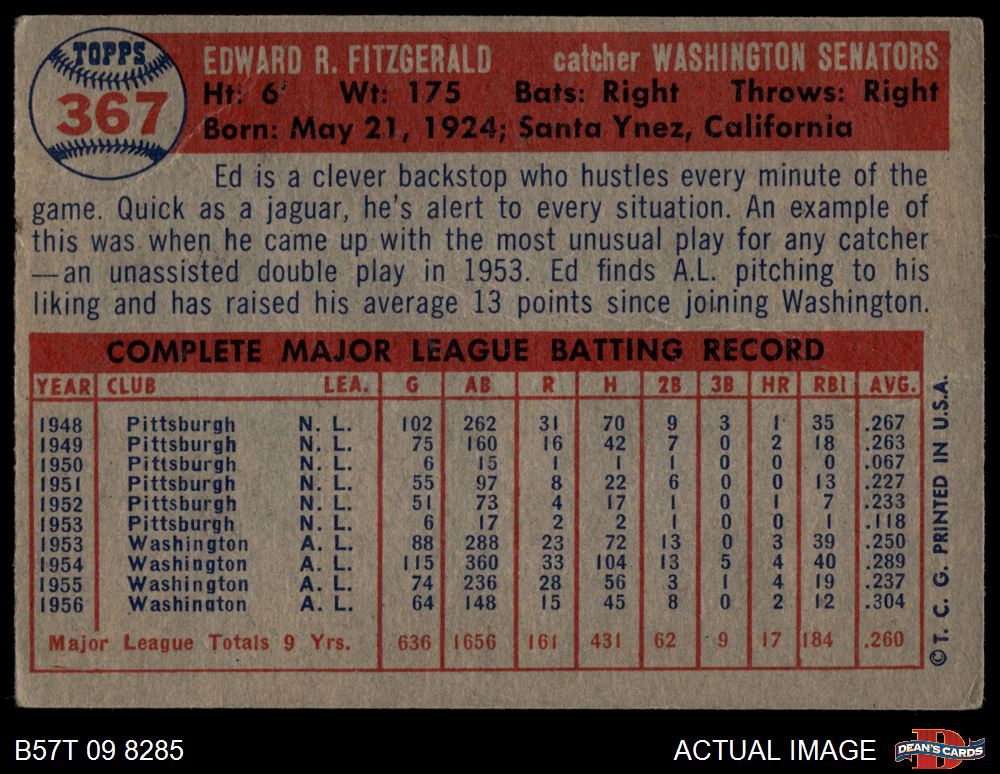 TOPPS
367
EDWARD R. FITZGERALD catcher WASHINGTON SENATORS
Ht: 6' Wt: 175 Bats: Right Throws: Right
Born: May 21, 1924; Santa Ynez, California
Ed is a clever backstop who hustles every minute of the
game. Quick as a jaguar, he's alert to every situation. An example of
this was when he came up with the most unusual play for any catcher
—an unassisted double play in 1953. Ed finds A.L. pitching to his
liking and has raised his average 13 points since joining Washington.
COMPLETE MAJOR LEAGUE BATTING RECORD
YEAR CLUB LEA. G AB R H 2B 3B HR RBI AVG.
1948 Pittsburgh N. L. 102 262 31 70 9 3 1 35 .267
1949 Pittsburgh N. L. 75 160 16 42 7 0 2 18 .263
1950 Pittsburgh N. L. 6 15 1 1 1 0 0 0 .067
1951 Pittsburgh N. L. 55 97 8 22 6 0 0 13 .227
1952 Pittsburgh N. L. 51 73 4 17 1 0 1 7 .233
1953 Pittsburgh N. L. 6 17 2 2 1 0 0 1 .118
1953 Washington A. L. 88 288 23 72 13 0 3 39 .250
1954 Washington A. L. 115 360 33 104 13 5 4 40 .289
1955 Washington A. L. 74 236 28 56 3 1 4 19 .237
1956 Washington A. L. 64 148 15 45 8 0 2 12 .304
Major League Totals 9 Yrs. 636 1656 161 431 62 9 17 184 .260
© T. C. G. PRINTED IN U.S.A.
B57T 09 8285 ACTUAL IMAGE
D
DEAN'S CARDS